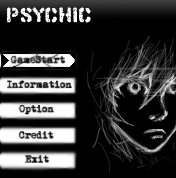 PSYCHIC
GameStart
Information
Option
Credit
Exit